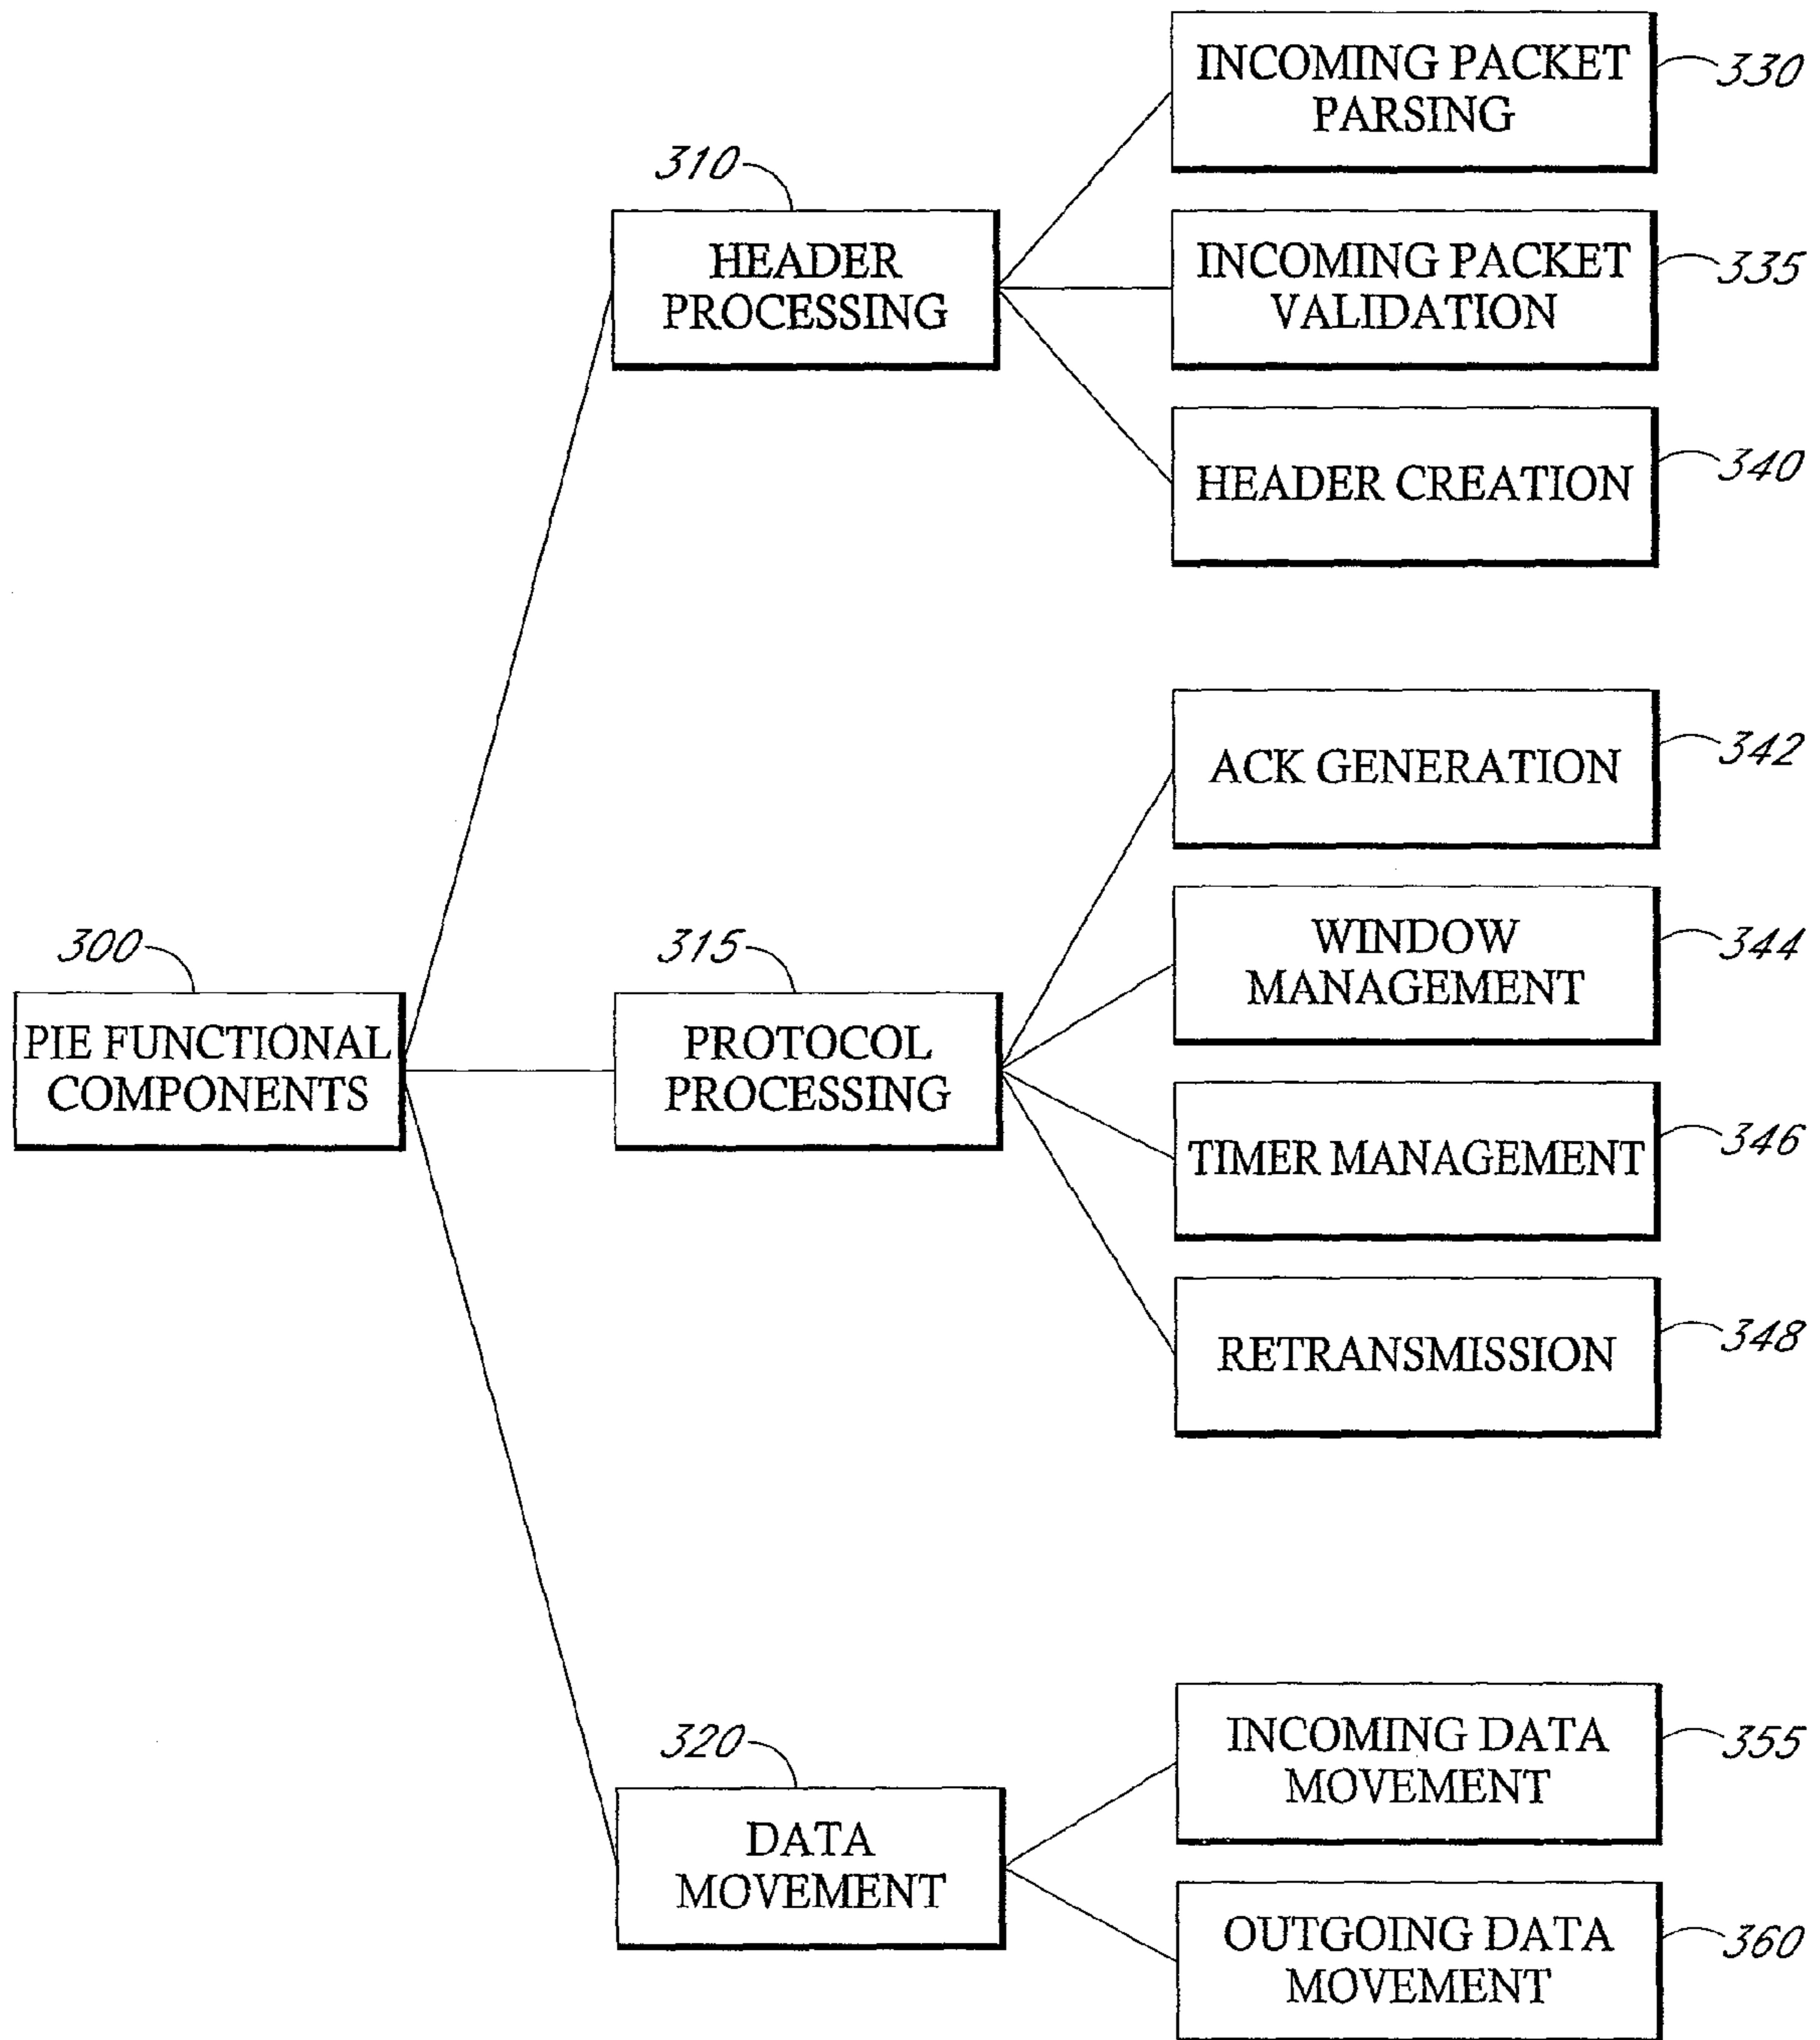 300
PIE FUNCTIONAL
COMPONENTS
310
HEADER
PROCESSING
INCOMING PACKET
PARSING
330
INCOMING PACKET
VALIDATION
335
HEADER CREATION
340
315
PROTOCOL
PROCESSING
ACK GENERATION
342
WINDOW
MANAGEMENT
344
TIMER MANAGEMENT
346
RETRANSMISSION
348
320
DATA
MOVEMENT
INCOMING DATA
MOVEMENT
355
OUTGOING DATA
MOVEMENT
360